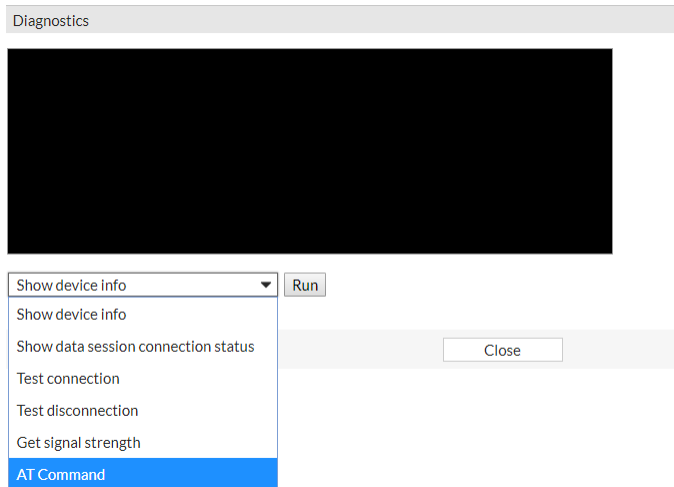 Diagnostics
Show device info
Run
Show device info
Show data session connection status
Close
Test connection
Test disconnection
Get signal strength
AT Command